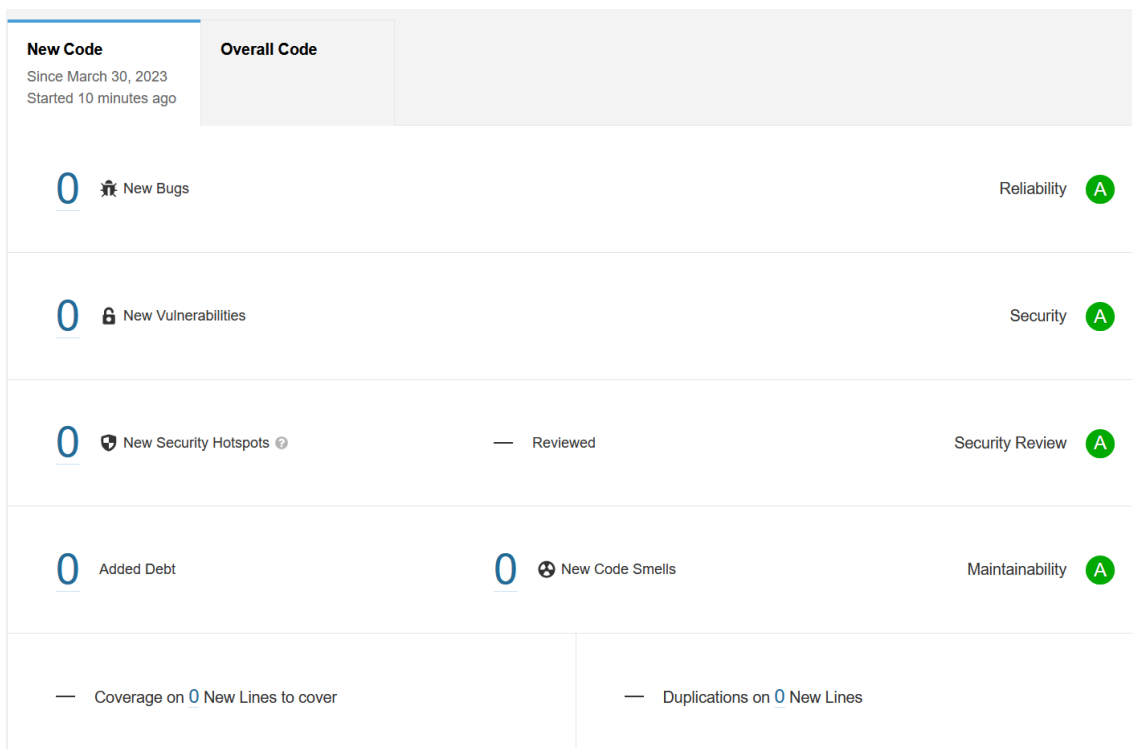 New Code
Since March 30, 2023
Started 10 minutes ago
Overall Code
0 New Bugs
Reliability A
0 New Vulnerabilities
Security A
0 New Security Hotspots ?
— Reviewed
Security Review A
0 Added Debt
0 New Code Smells
Maintainability A
— Coverage on 0 New Lines to cover
— Duplications on 0 New Lines